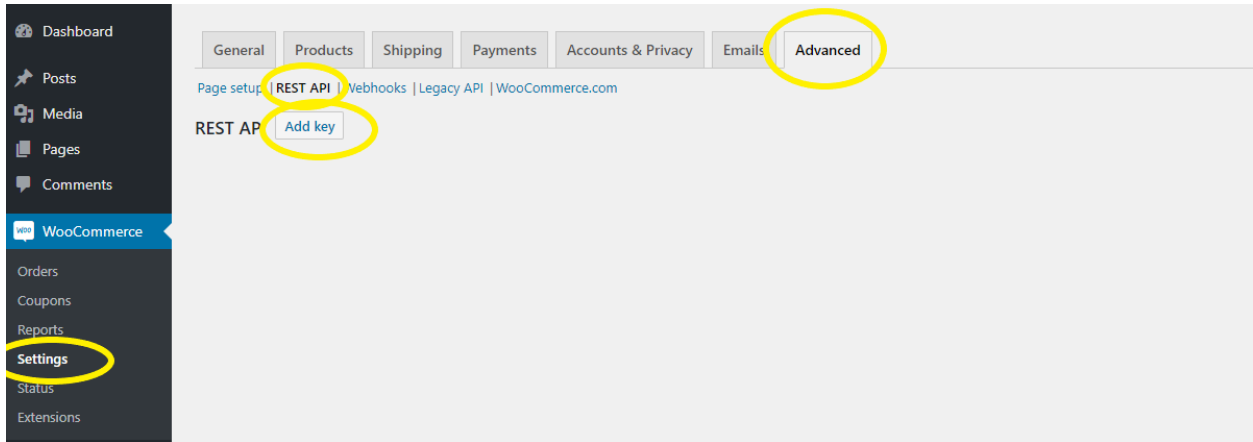 Dashboard
Posts
Media
Pages
Comments
WOO WooCommerce
Orders
Coupons
Reports
Settings
Status
Extensions
General Products Shipping Payments Accounts & Privacy Emails Advanced
Page setup | REST API | Webhooks | Legacy API | WooCommerce.com
REST API Add key